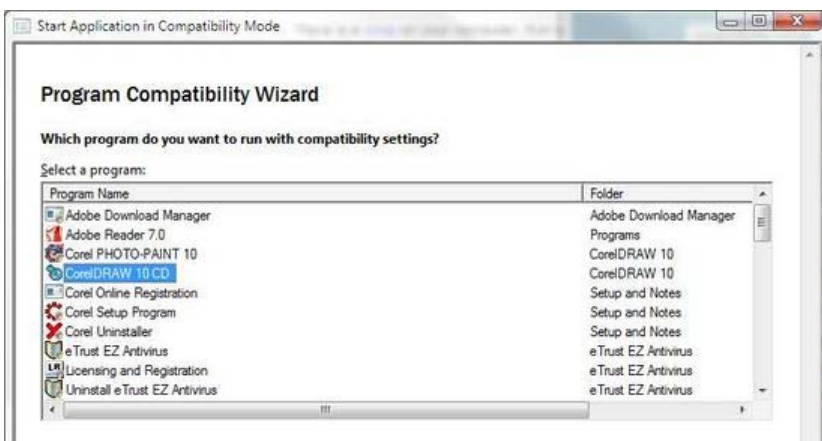 Start Application in Compatibility Mode
Program Compatibility Wizard
Which program do you want to run with compatibility settings?
Select a program:
Program Name Folder
Adobe Download Manager Adobe Download Manager
Adobe Reader 7.0 Programs
Corel PHOTO-PAINT 10 CorelDRAW 10
CorelDRAW 10 CD CorelDRAW 10
Corel Online Registration Setup and Notes
Corel Setup Program Setup and Notes
Corel Uninstaller Setup and Notes
eTrust EZ Antivirus eTrust EZ Antivirus
LR Licensing and Registration eTrust EZ Antivirus
Uninstall eTrust EZ Antivirus eTrust EZ Antivirus